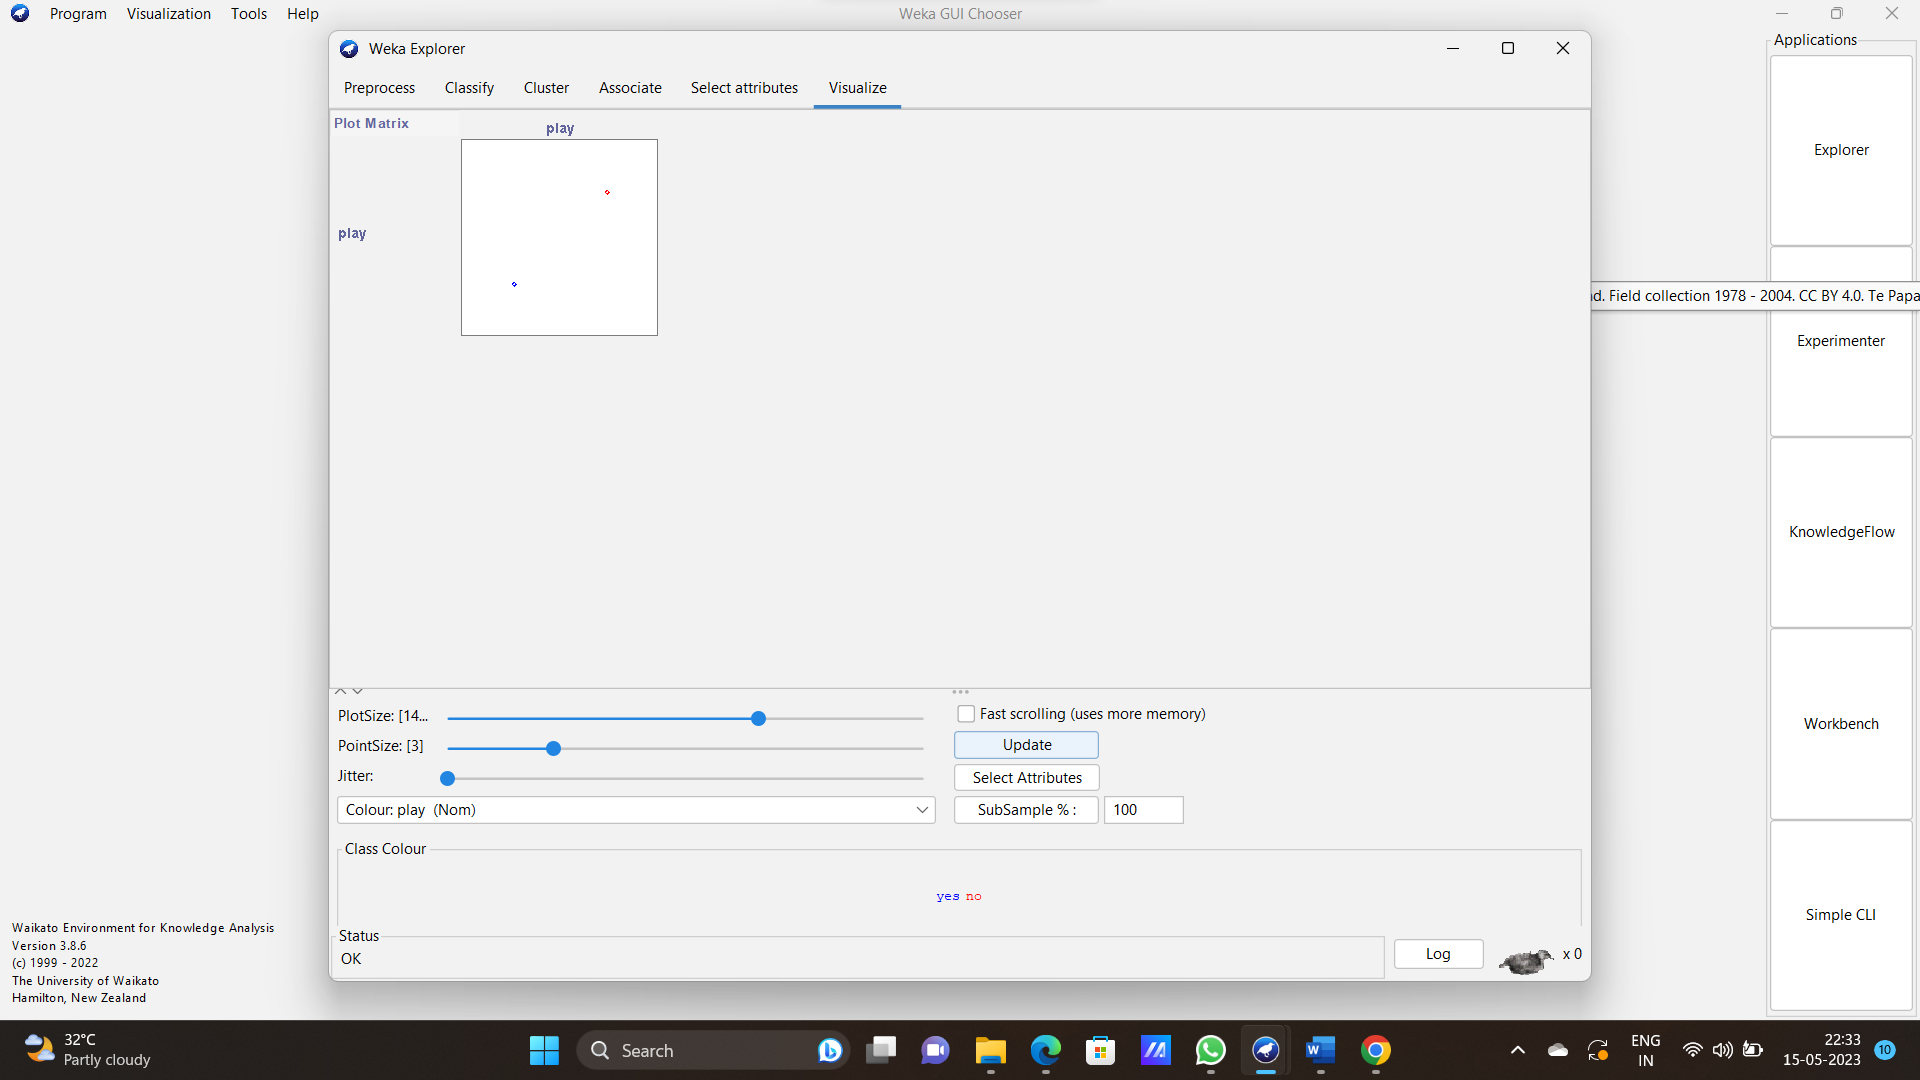 Program Visualization Tools Help
Weka GUI Chooser
Applications
Explorer
Experimenter
KnowledgeFlow
Workbench
Simple CLI
Weka Explorer
Preprocess Classify Cluster Associate Select attributes Visualize
Plot Matrix
play
play
d. Field collection 1978 - 2004. CC BY 4.0. Te Papa
PlotSize: [14...
Fast scrolling (uses more memory)
PointSize: [3]
Update
Jitter:
Select Attributes
Colour: play (Nom)
SubSample % :
100
Class Colour
yes no
Status
OK
Log
x 0
Waikato Environment for Knowledge Analysis
Version 3.8.6
(c) 1999 - 2022
The University of Waikato
Hamilton, New Zealand
32°C
Partly cloudy
Search
ENG
IN
22:33
15-05-2023
10